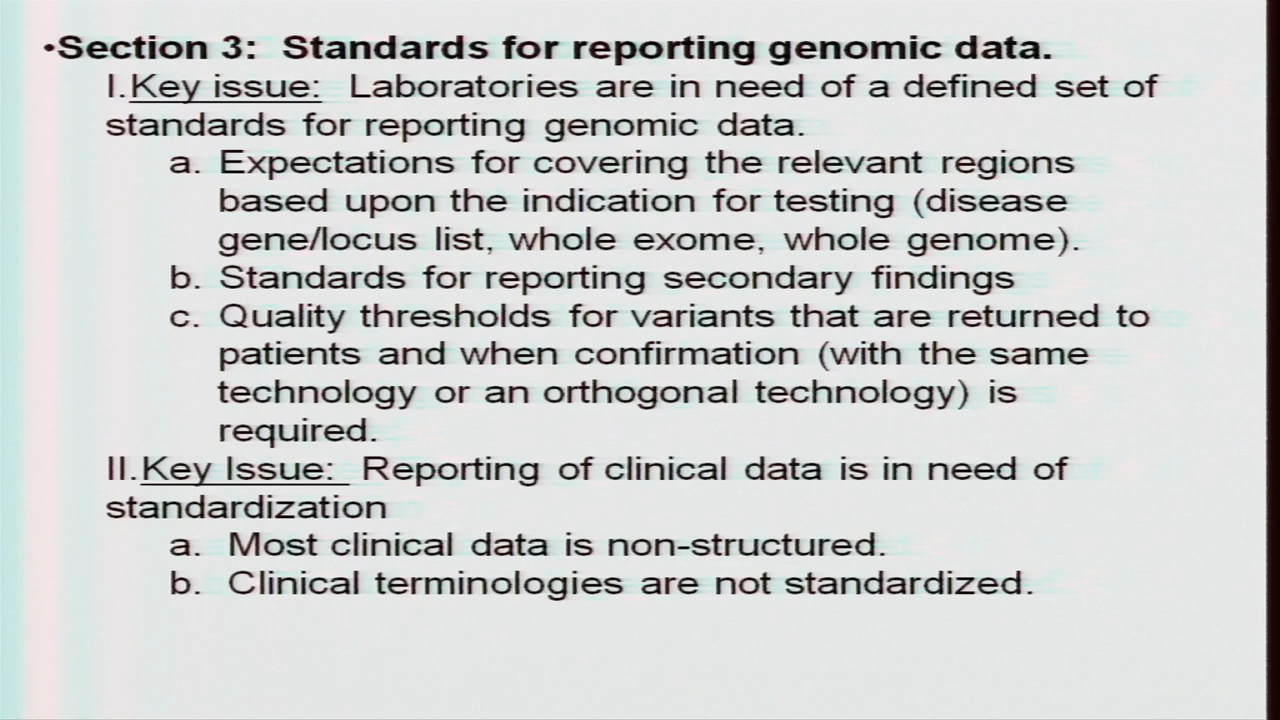 •Section 3: Standards for reporting genomic data.
I.Key issue: Laboratories are in need of a defined set of
standards for reporting genomic data.
a. Expectations for covering the relevant regions
based upon the indication for testing (disease
gene/locus list, whole exome, whole genome).
b. Standards for reporting secondary findings
c. Quality thresholds for variants that are returned to
patients and when confirmation (with the same
technology or an orthogonal technology) is
required.
II.Key Issue: Reporting of clinical data is in need of
standardization
a. Most clinical data is non-structured.
b. Clinical terminologies are not standardized.